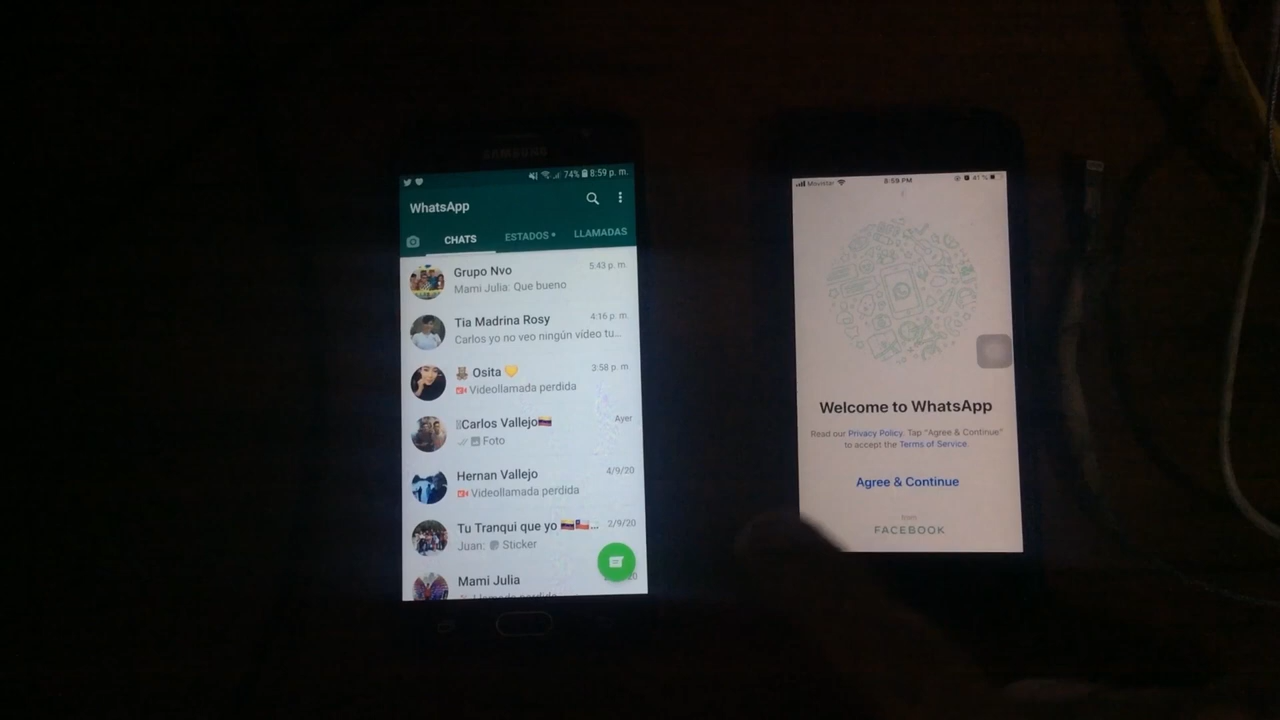 SAMSUNG
74% 8:59 p. m.
WhatsApp
CHATS ESTADOS • LLAMADAS
Grupo Nvo 5:43 p. m.
Mami Julia: Que bueno
Tia Madrina Rosy 4:16 p. m.
Carlos yo no veo ningún video tu...
🧸 Osita 💛 3:58 p. m.
Videollamada perdida
Carlos Vallejo🇻🇪 Ayer
Foto
Hernan Vallejo 4/9/20
Videollamada perdida
Tu Tranqui que yo 🇻🇪🇨🇱... 2/9/20
Juan: Sticker
Mami Julia
Llamada perdida
Movistar 8:59 PM 41%
Welcome to WhatsApp
Read our Privacy Policy. Tap "Agree & Continue"
to accept the Terms of Service.
Agree & Continue
from
FACEBOOK